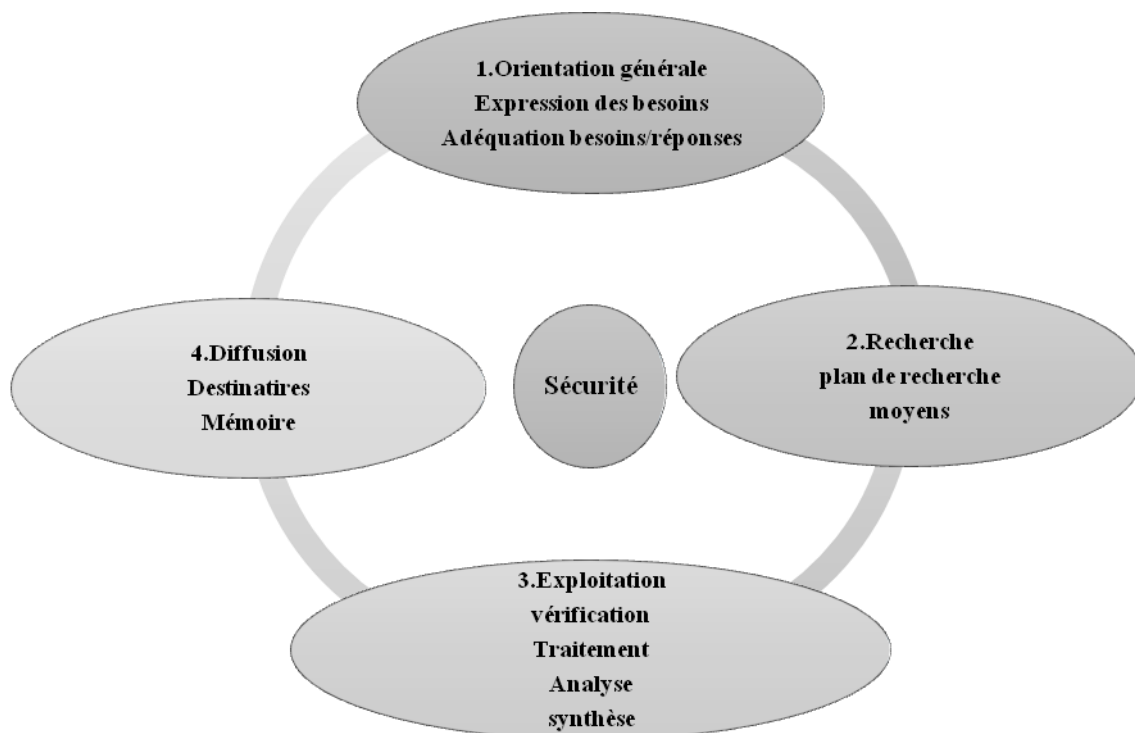 1.Orientation générale
Expression des besoins
Adéquation besoins/réponses
2.Recherche
plan de recherche
moyens
Sécurité
4.Diffusion
Destinatires
Mémoire
3.Exploitation
vérification
Traitement
Analyse
synthèse